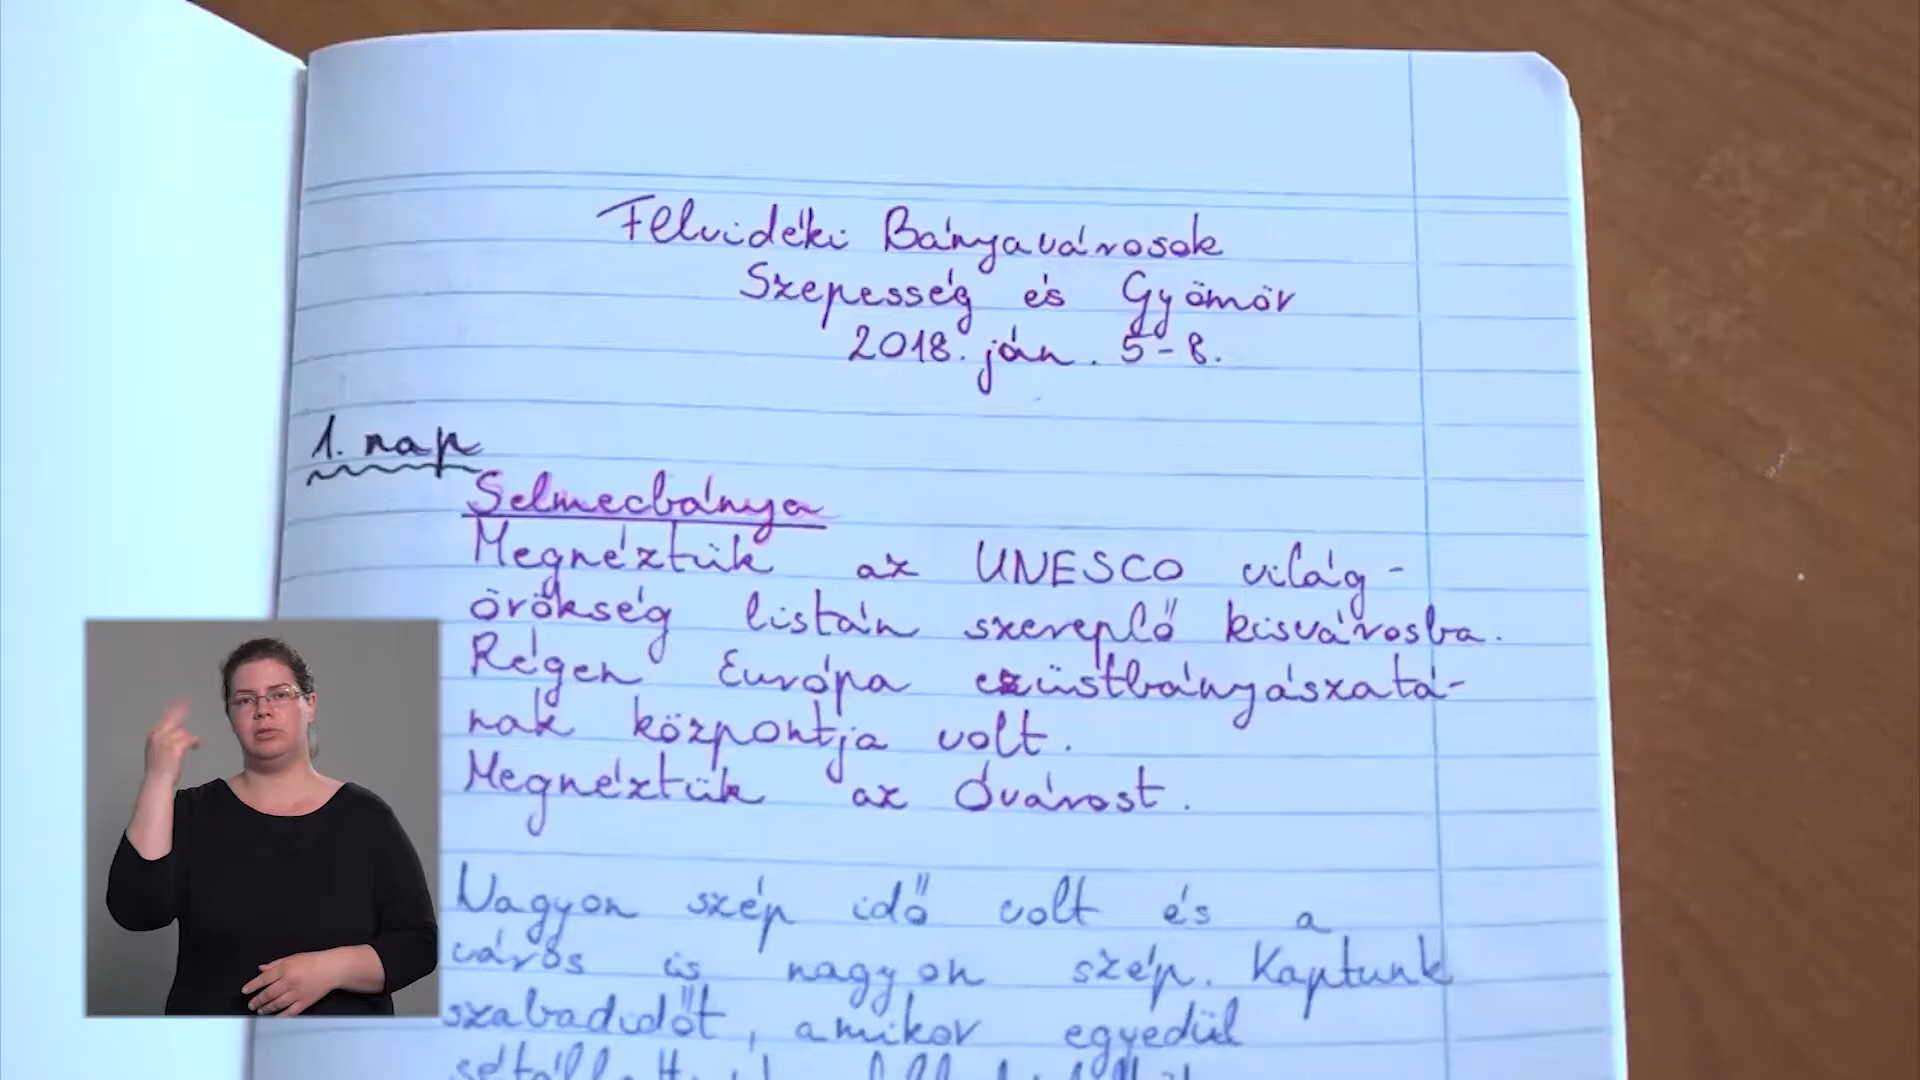 Felvidéki Bányavárosok
Szepesség és Gyömör
2018. ján. 5-8.
1. nap
Selmecbánya
Megnéztük az UNESCO világ-
örökség listán szereplő kisvárosba.
Régen Európa ezüstbányászatá-
nak központja volt.
Megnéztük az Óvárost.
Nagyon szép idő volt és a
város is nagyon szép. Kaptunk
szabadidőt, amikor egyedül